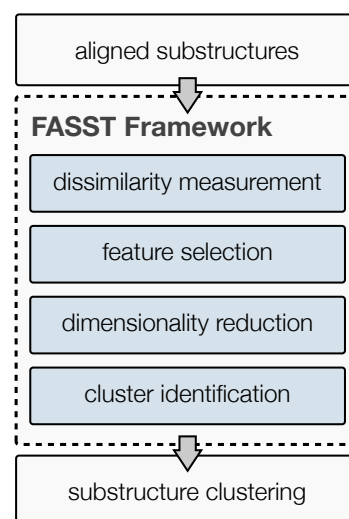 aligned substructures
FASST Framework
dissimilarity measurement
feature selection
dimensionality reduction
cluster identification
substructure clustering